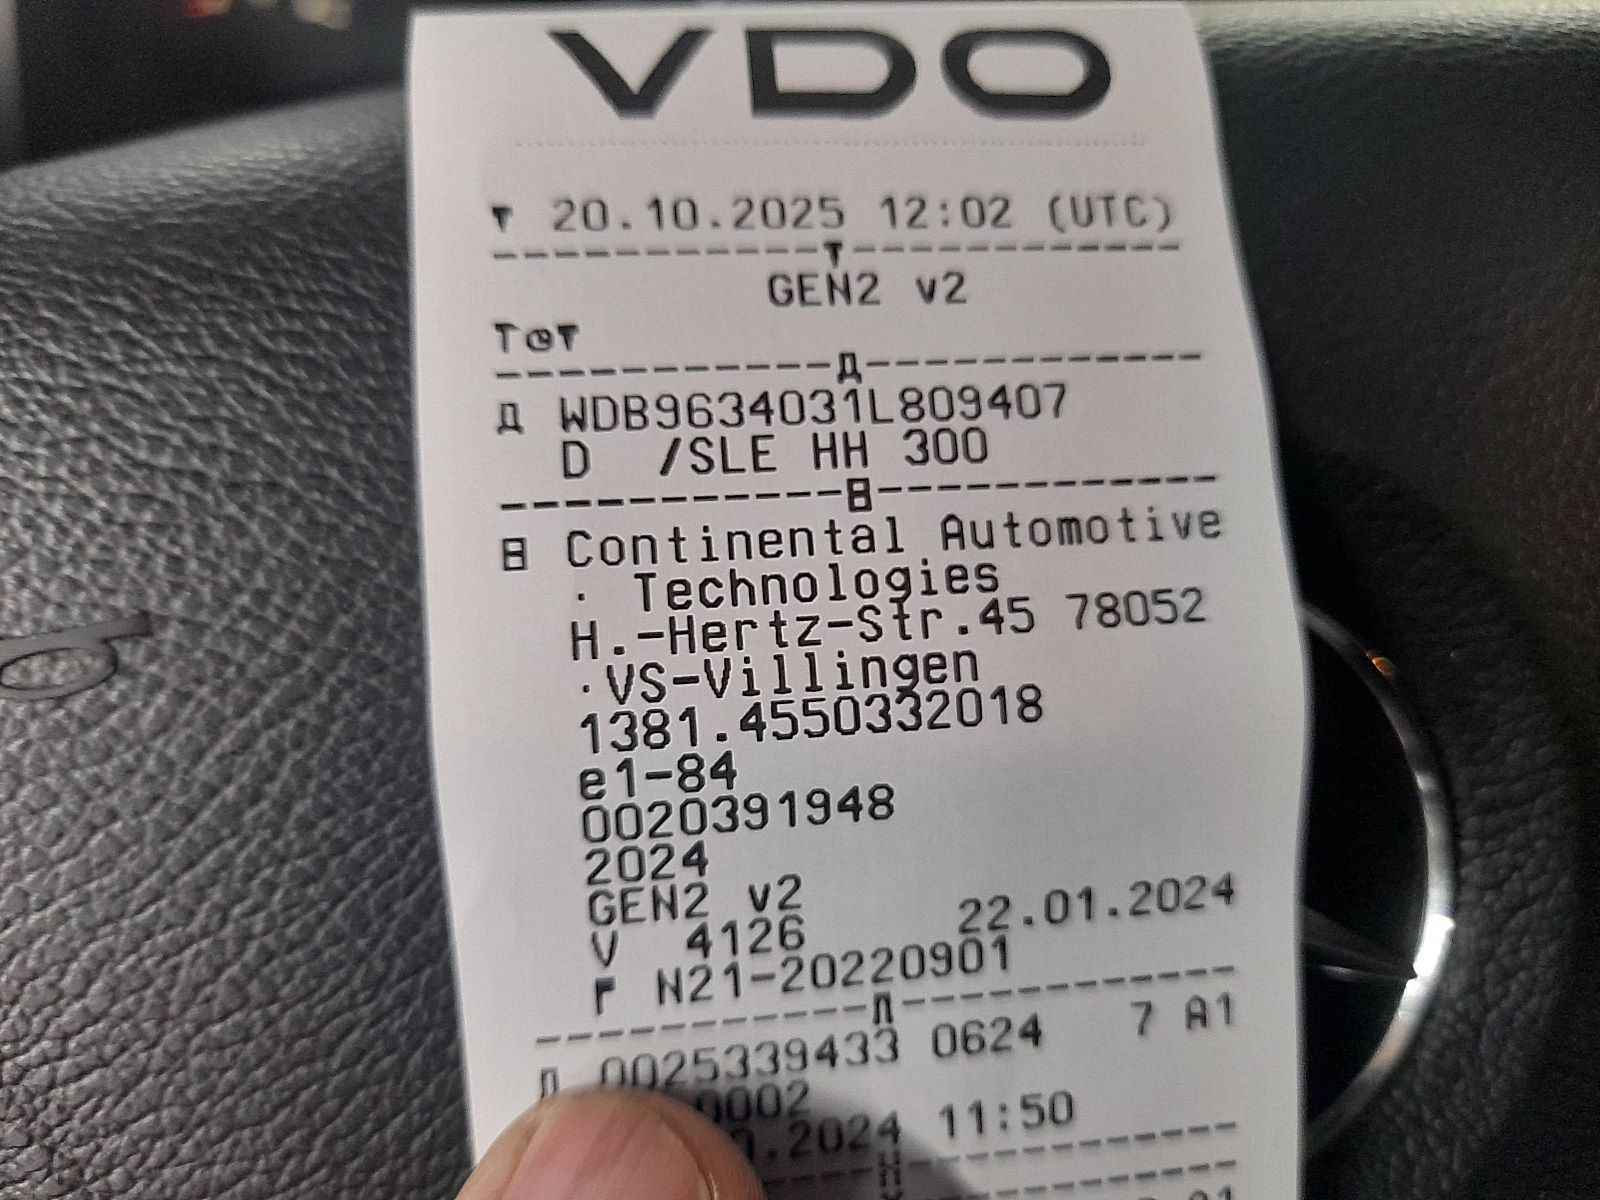 VDO
▼ 20.10.2025 12:02 (UTC)
GEN2 v2
WDB9634031L809407
D /SLE HH 300
B Continental Automotive
. Technologies
H.-Hertz-Str.45 78052
.VS-Villingen
1381.4550332018
e1-84
0020391948
2024
GEN2 v2
V 4126 22.01.2024
N21-20220901
0025339433 0624 7 A1
0002
.2024 11:50